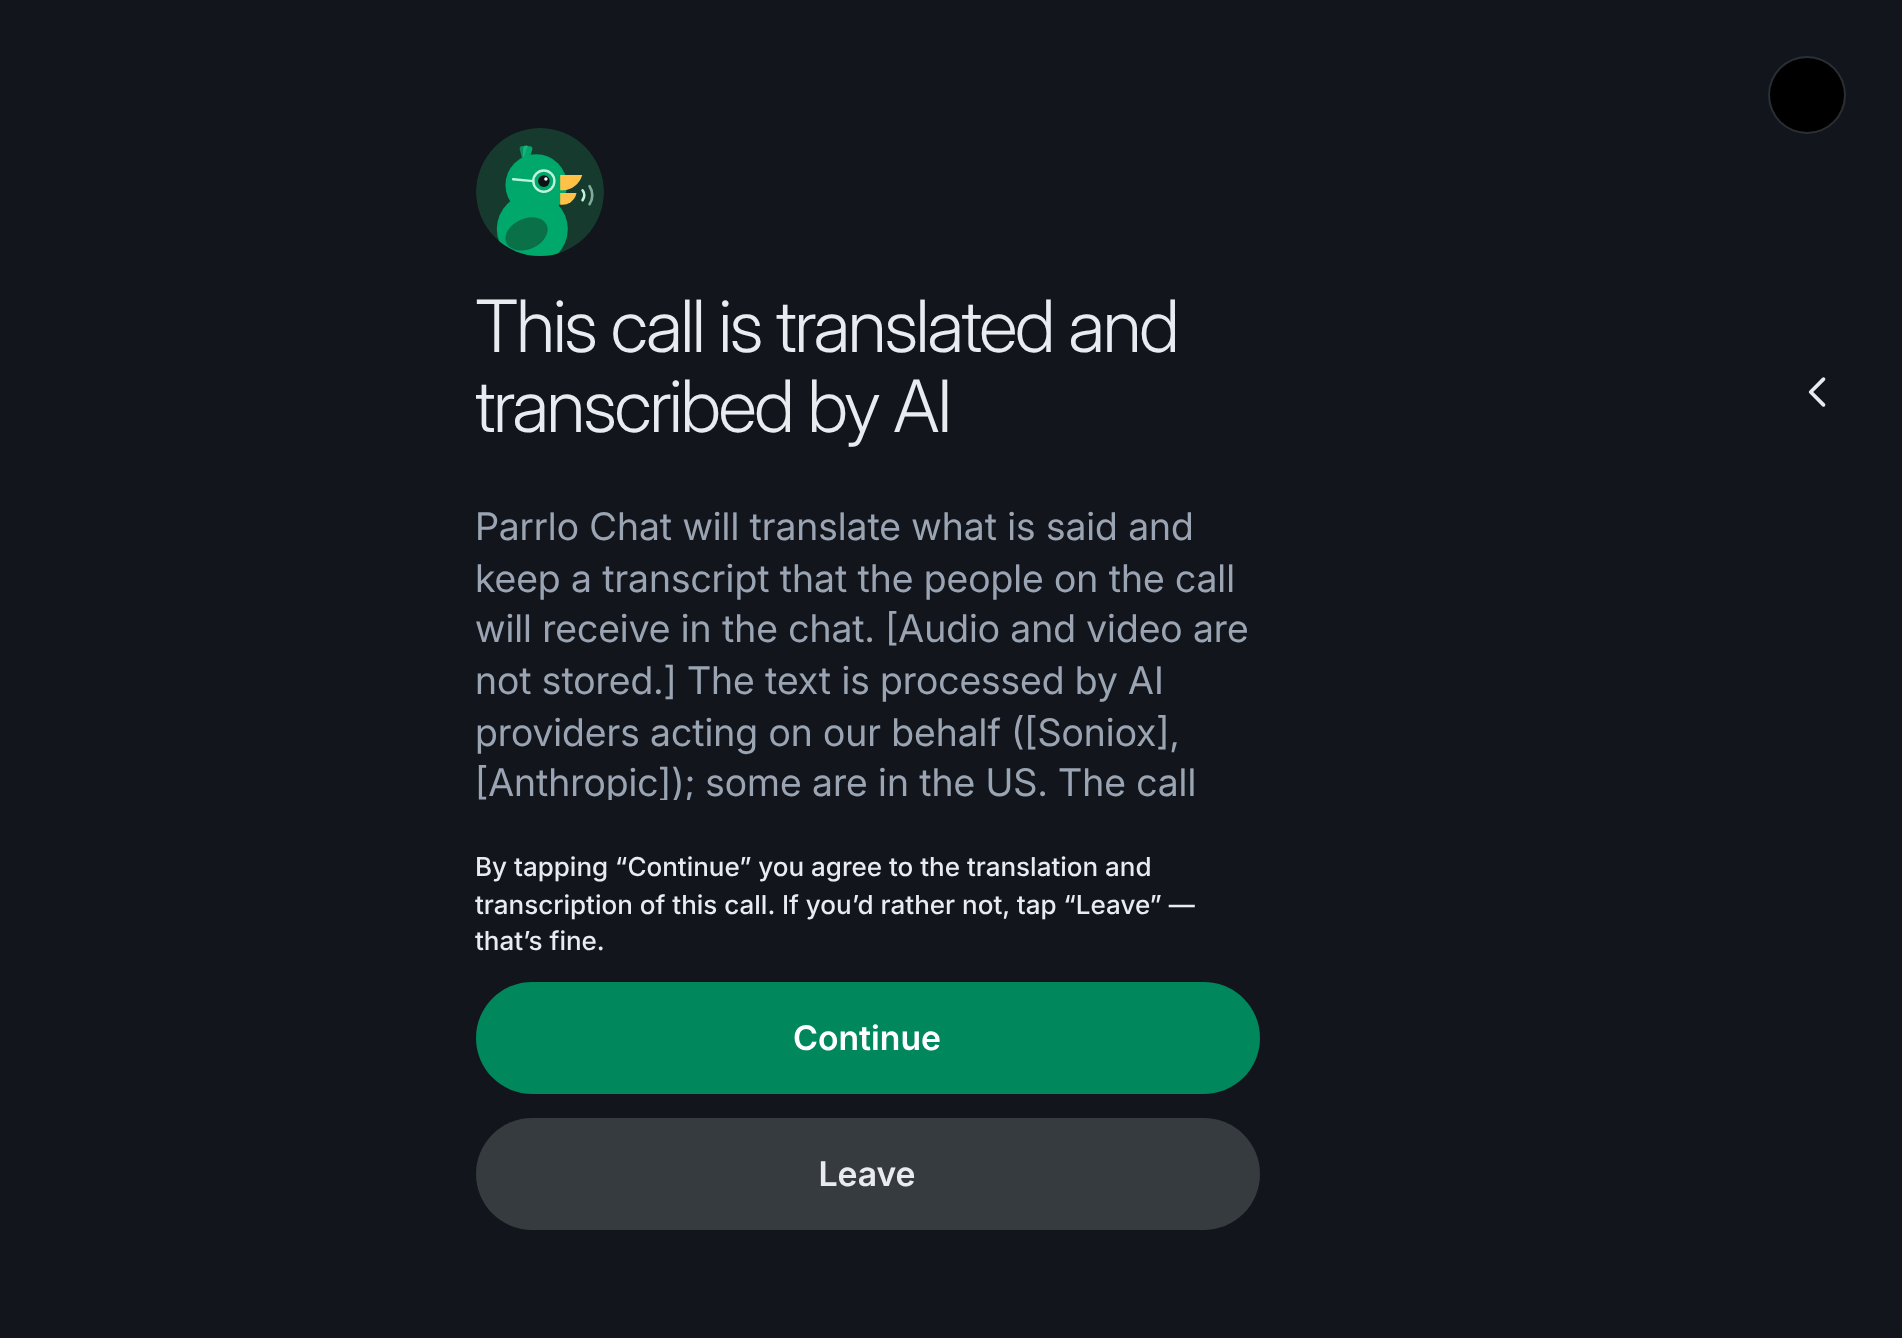 This call is translated and
transcribed by AI
Parrlo Chat will translate what is said and
keep a transcript that the people on the call
will receive in the chat. [Audio and video are
not stored.] The text is processed by AI
providers acting on our behalf ([Soniox],
[Anthropic]); some are in the US. The call
By tapping “Continue” you agree to the translation and
transcription of this call. If you’d rather not, tap “Leave” —
that’s fine.
Continue
Leave